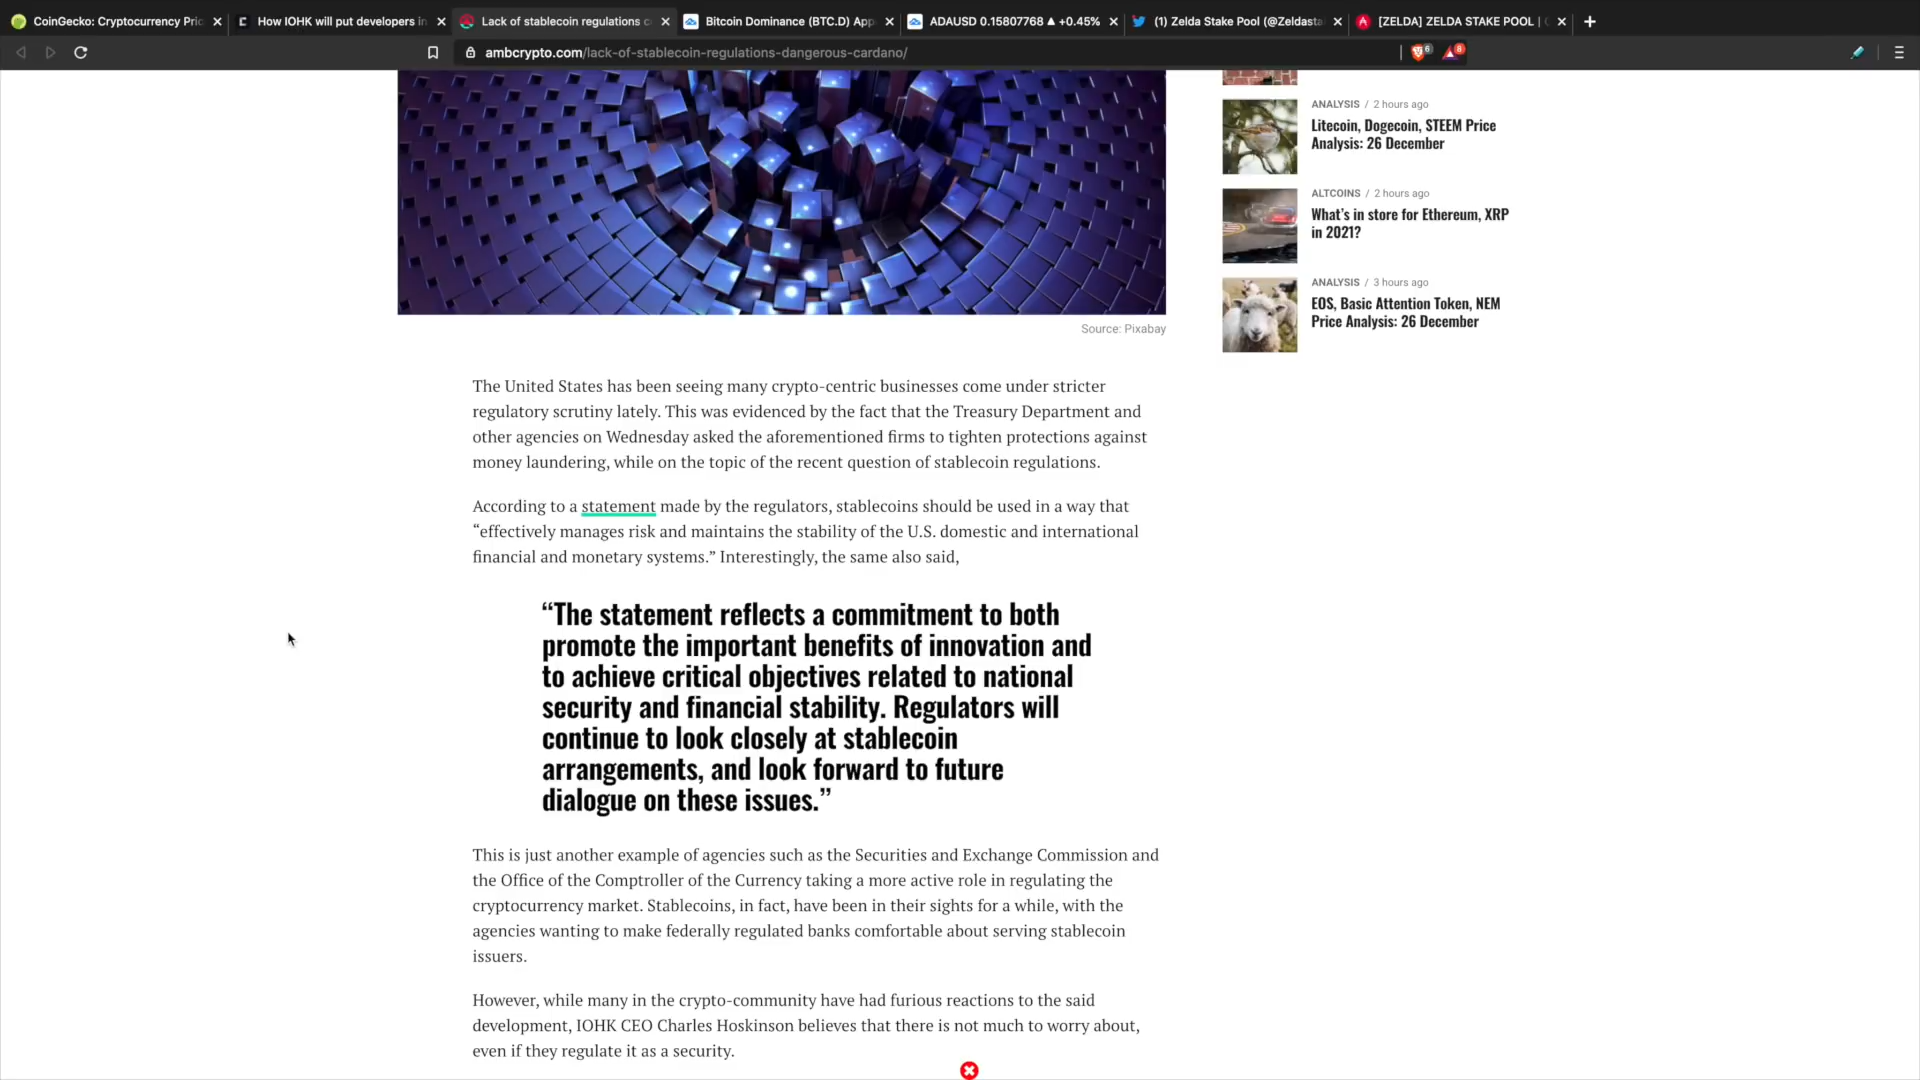 CoinGecko: Cryptocurrency Pric
How IOHK will put developers in
Lack of stablecoin regulations c
Bitcoin Dominance (BTC.D) App
ADAUSD 0.15807768 ▲ +0.45%
(1) Zelda Stake Pool (@Zeldasta
[ZELDA] ZELDA STAKE POOL |
ambcrypto.com/lack-of-stablecoin-regulations-dangerous-cardano/
6
8
ANALYSIS / 2 hours ago
Litecoin, Dogecoin, STEEM Price
Analysis: 26 December
ALTCOINS / 2 hours ago
What's in store for Ethereum, XRP
in 2021?
ANALYSIS / 3 hours ago
EOS, Basic Attention Token, NEM
Price Analysis: 26 December
Source: Pixabay
The United States has been seeing many crypto-centric businesses come under stricter
regulatory scrutiny lately. This was evidenced by the fact that the Treasury Department and
other agencies on Wednesday asked the aforementioned firms to tighten protections against
money laundering, while on the topic of the recent question of stablecoin regulations.
According to a statement made by the regulators, stablecoins should be used in a way that
“effectively manages risk and maintains the stability of the U.S. domestic and international
financial and monetary systems.” Interestingly, the same also said,
“The statement reflects a commitment to both
promote the important benefits of innovation and
to achieve critical objectives related to national
security and financial stability. Regulators will
continue to look closely at stablecoin
arrangements, and look forward to future
dialogue on these issues.”
This is just another example of agencies such as the Securities and Exchange Commission and
the Office of the Comptroller of the Currency taking a more active role in regulating the
cryptocurrency market. Stablecoins, in fact, have been in their sights for a while, with the
agencies wanting to make federally regulated banks comfortable about serving stablecoin
issuers.
However, while many in the crypto-community have had furious reactions to the said
development, IOHK CEO Charles Hoskinson believes that there is not much to worry about,
even if they regulate it as a security.